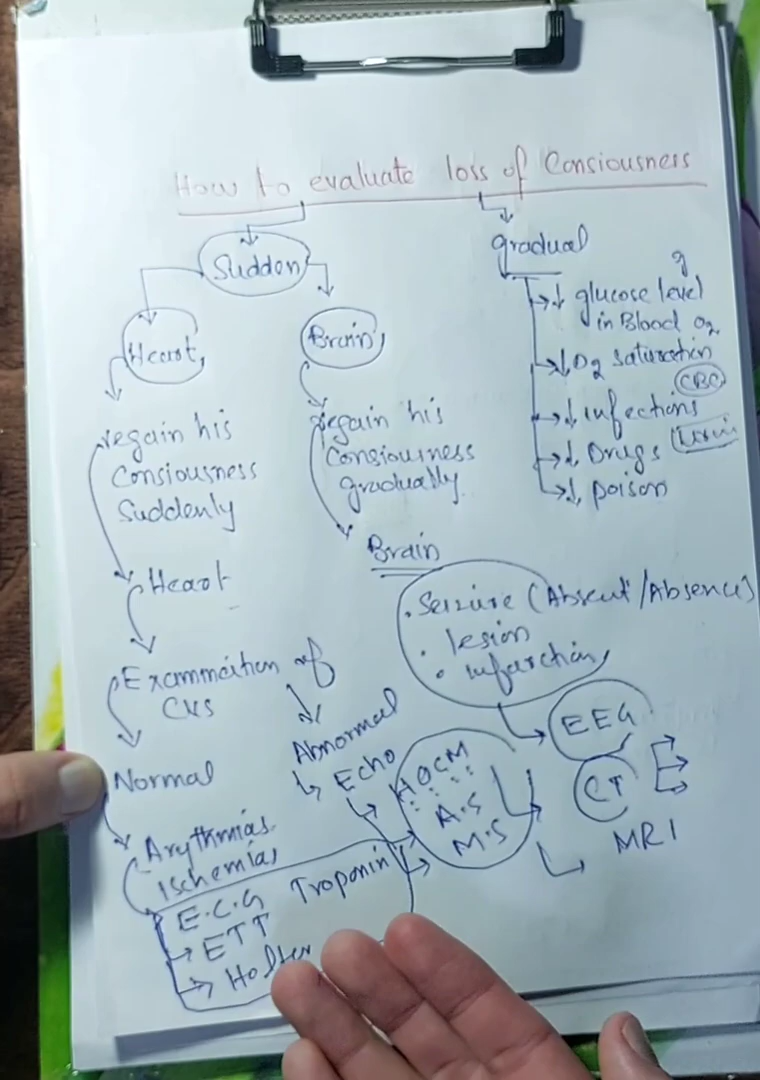 How to evaluate loss of Consiousness
Sudden
Heart
regain his
Consiousness
Suddenly
Heart
Examination of
CVS
Normal
Arythmias
Ischemias
E.C.G
ETT
Holter
Troponin
Abnormal
Echo
HOCM
A.S
M.S
Brain
regain his
Consiousness
gradually
Brain
Seizure (Absent/Absence)
lesion
infarction
EEG
CT
MRI
gradual
↓ glucose level
in Blood O2
↓ O2 saturation
CBC
↓ infections
↓ Drugs
↓ poison